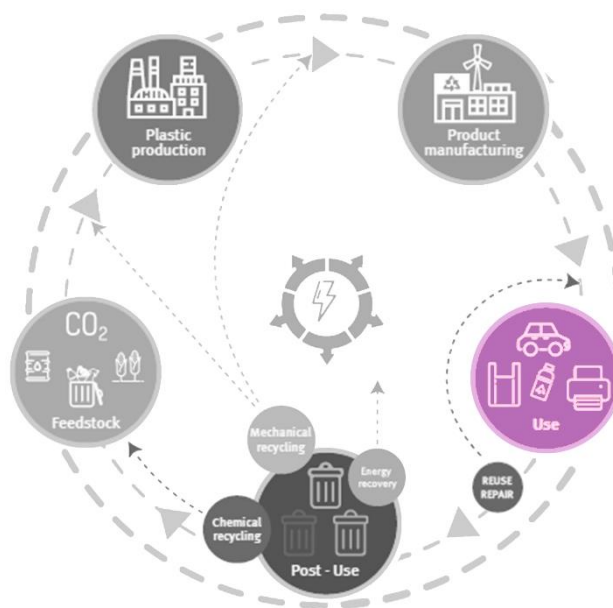 Plastic
production
Product
manufacturing
CO2
Feedstock
Use
Mechanical
recycling
Energy
recovery
REUSE
REPAIR
Chemical
recycling
Post - Use